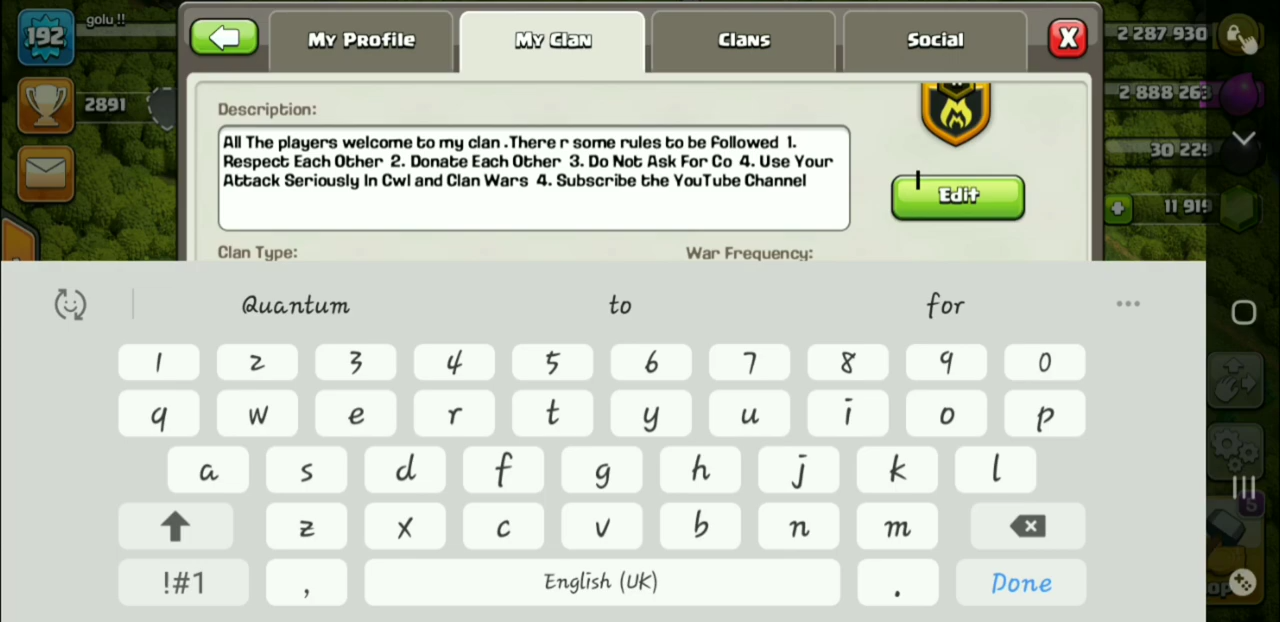 192
golu !!
My Profile
My Clan
Clans
Social
X
2 287 930
2891
2 888 263
30 229
11 919
Description:
All The players welcome to my clan .There r some rules to be followed 1.
Respect Each Other 2. Donate Each Other 3. Do Not Ask For Co 4. Use Your
Attack Seriously In Cwl and Clan Wars 4. Subscribe the YouTube Channel
Edit
Clan Type:
War Frequency:
Quantum to for
1 2 3 4 5 6 7 8 9 0
q w e r t y u i o p
a s d f g h j k l
z x c v b n m
!#1 , English (UK) . Done
5